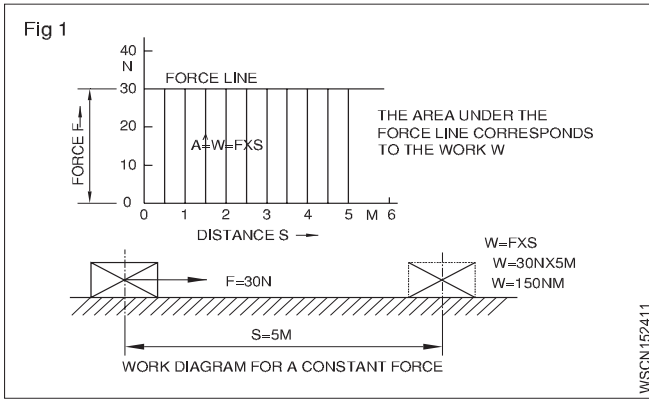 Fig 1
40
N
FORCE LINE
30
20
10
0
FORCE F
A=W=FXS
THE AREA UNDER THE
FORCE LINE CORRESPONDS
TO THE WORK W
0 1 2 3 4 5 M 6
DISTANCE S
W=FXS
W=30NX5M
W=150NM
F=30N
S=5M
WORK DIAGRAM FOR A CONSTANT FORCE
WSCN152411